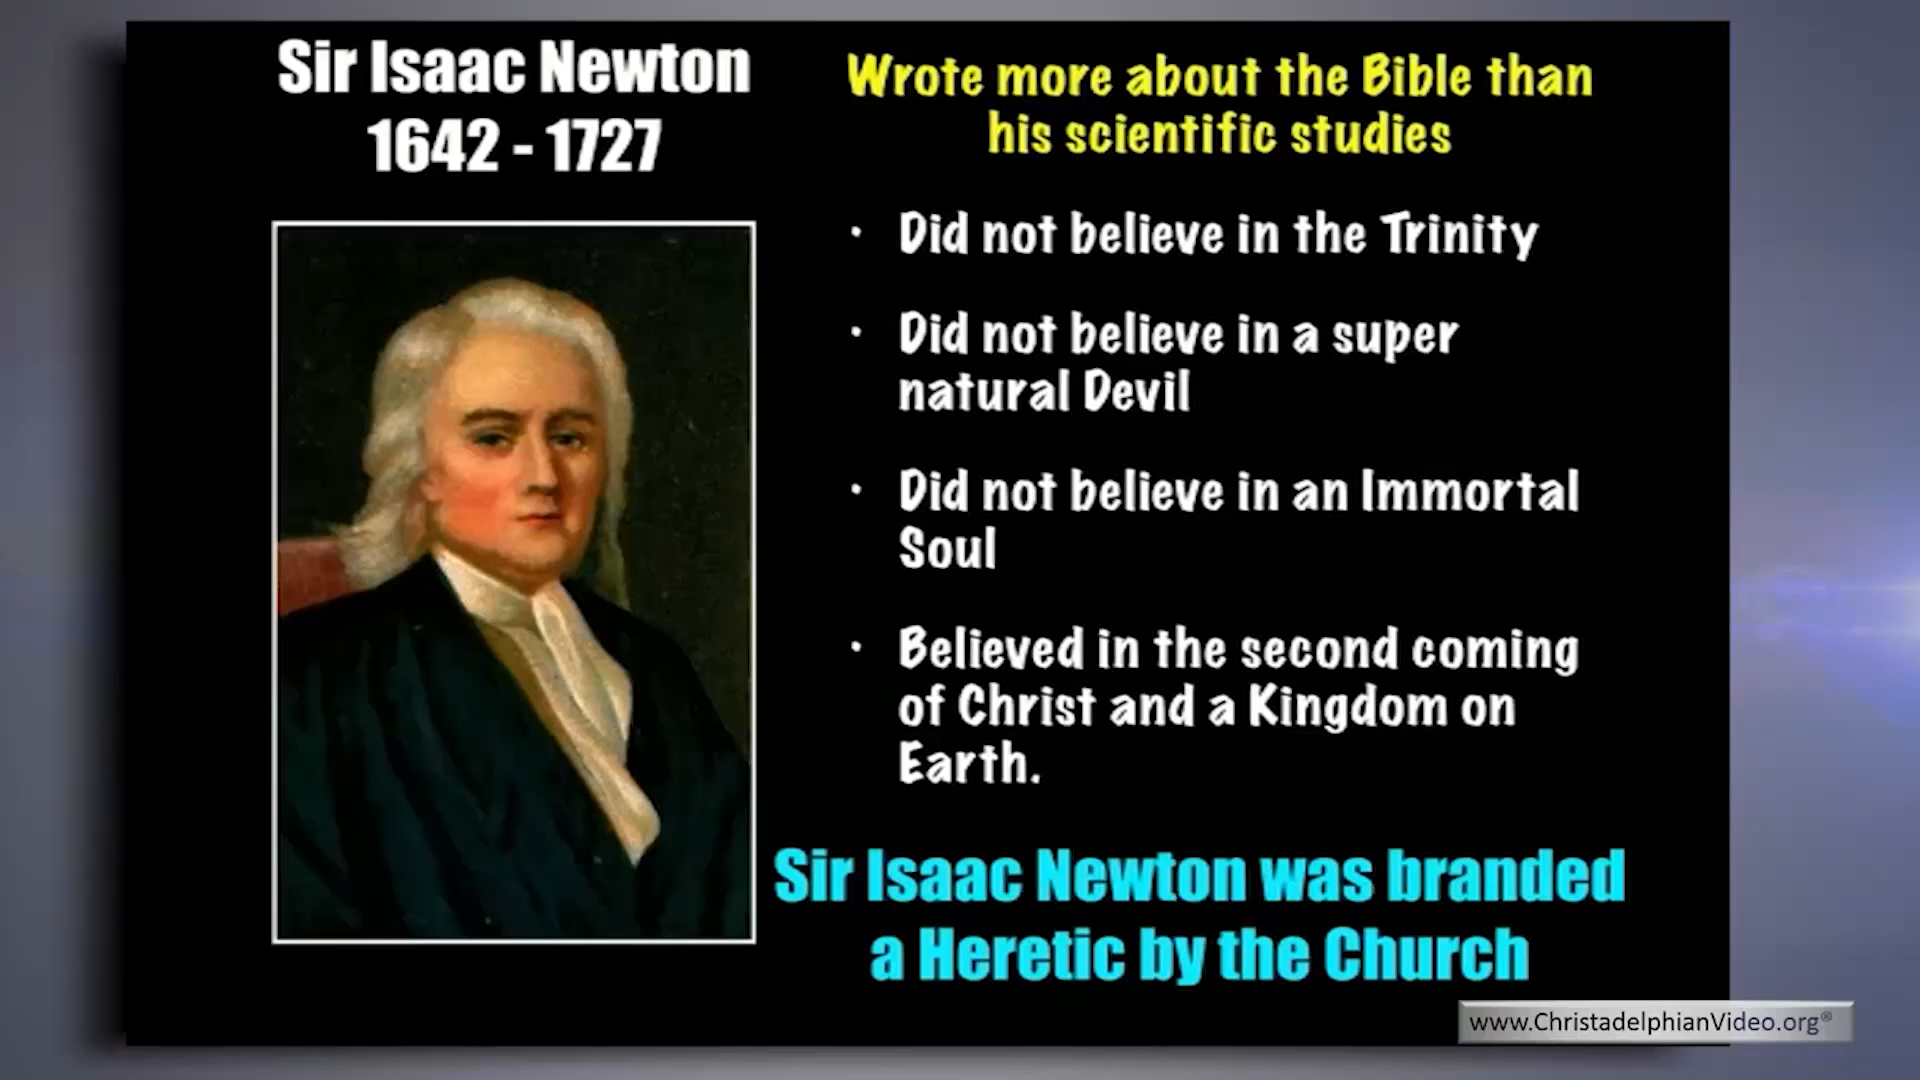 Sir Isaac Newton
1642 - 1727
Wrote more about the Bible than
his scientific studies
· Did not believe in the Trinity
· Did not believe in a super
natural Devil
· Did not believe in an Immortal
Soul
· Believed in the second coming
of Christ and a Kingdom on
Earth.
Sir Isaac Newton was branded
a Heretic by the Church
www.ChristadelphianVideo.org®